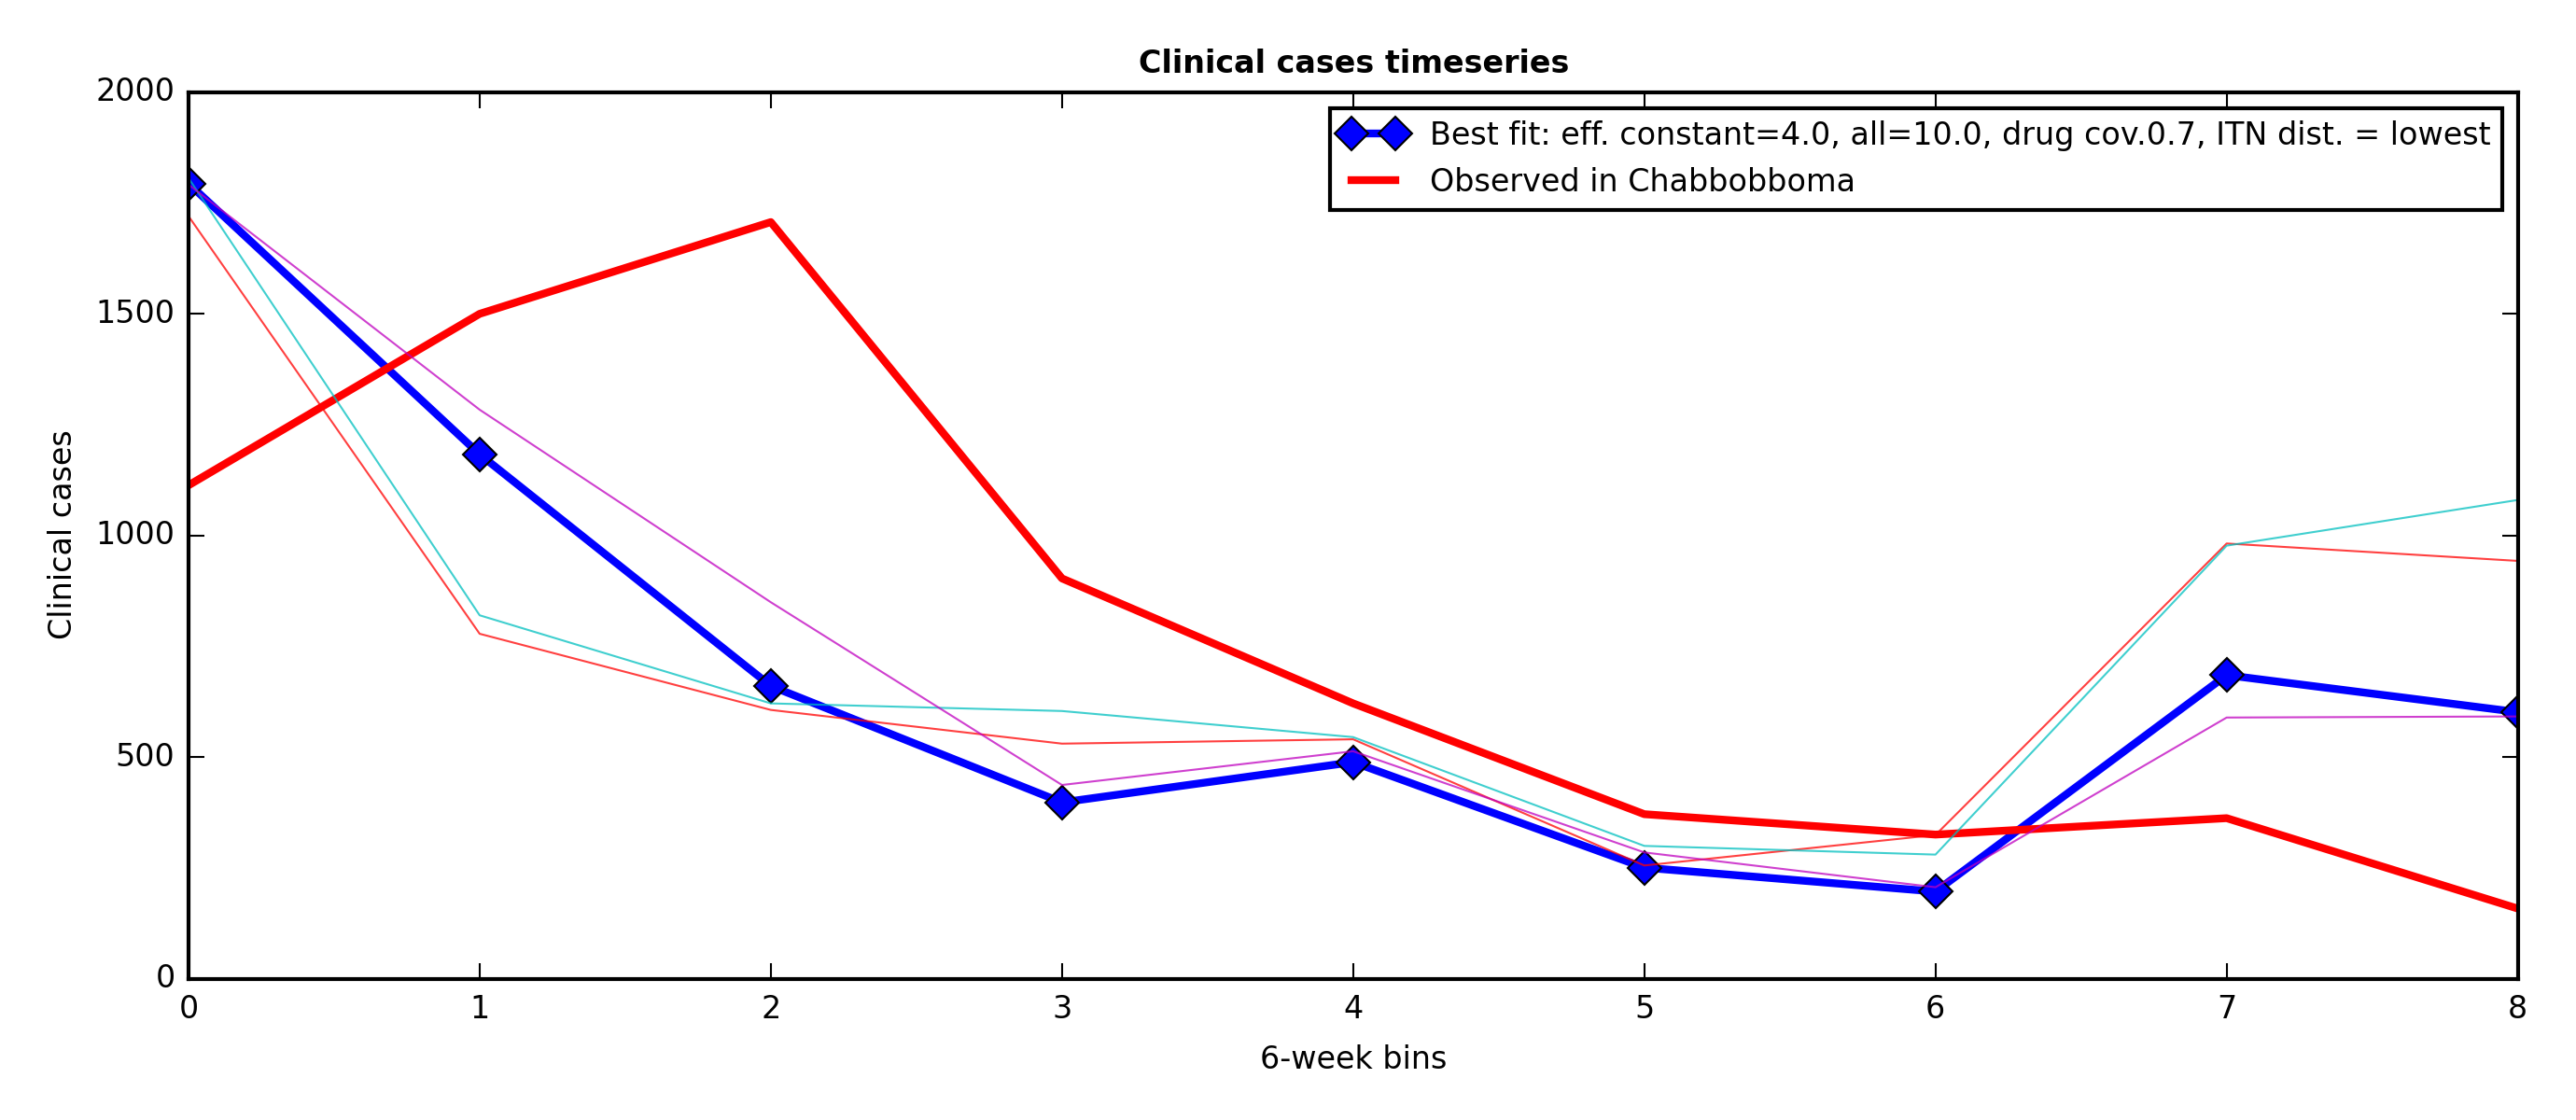 Clinical cases timeseries
2000
1500
1000
500
0
Clinical cases
Best fit: eff. constant=4.0, all=10.0, drug cov.0.7, ITN dist. = lowest
Observed in Chabbobboma
0 1 2 3 4 5 6 7 8
6-week bins